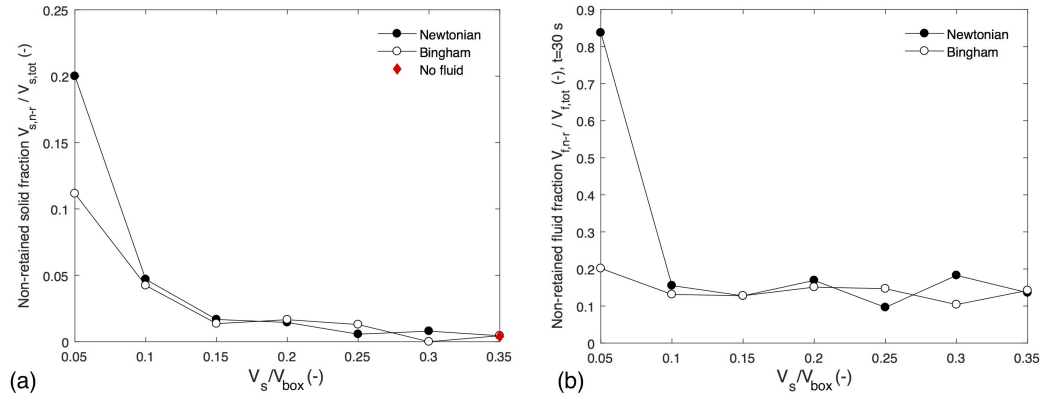 0.25
0.2
0.15
0.1
0.05
0
Non-retained solid fraction V_s,n-r / V_s,tot (-)
Newtonian
Bingham
No fluid
0.05 0.1 0.15 0.2 0.25 0.3 0.35
V_s/V_box (-)
(a)
0.9
0.8
0.7
0.6
0.5
0.4
0.3
0.2
0.1
0
Non-retained fluid fraction V_f,n-r / V_f,tot (-), t=30 s
Newtonian
Bingham
0.05 0.1 0.15 0.2 0.25 0.3 0.35
V_s/V_box (-)
(b)